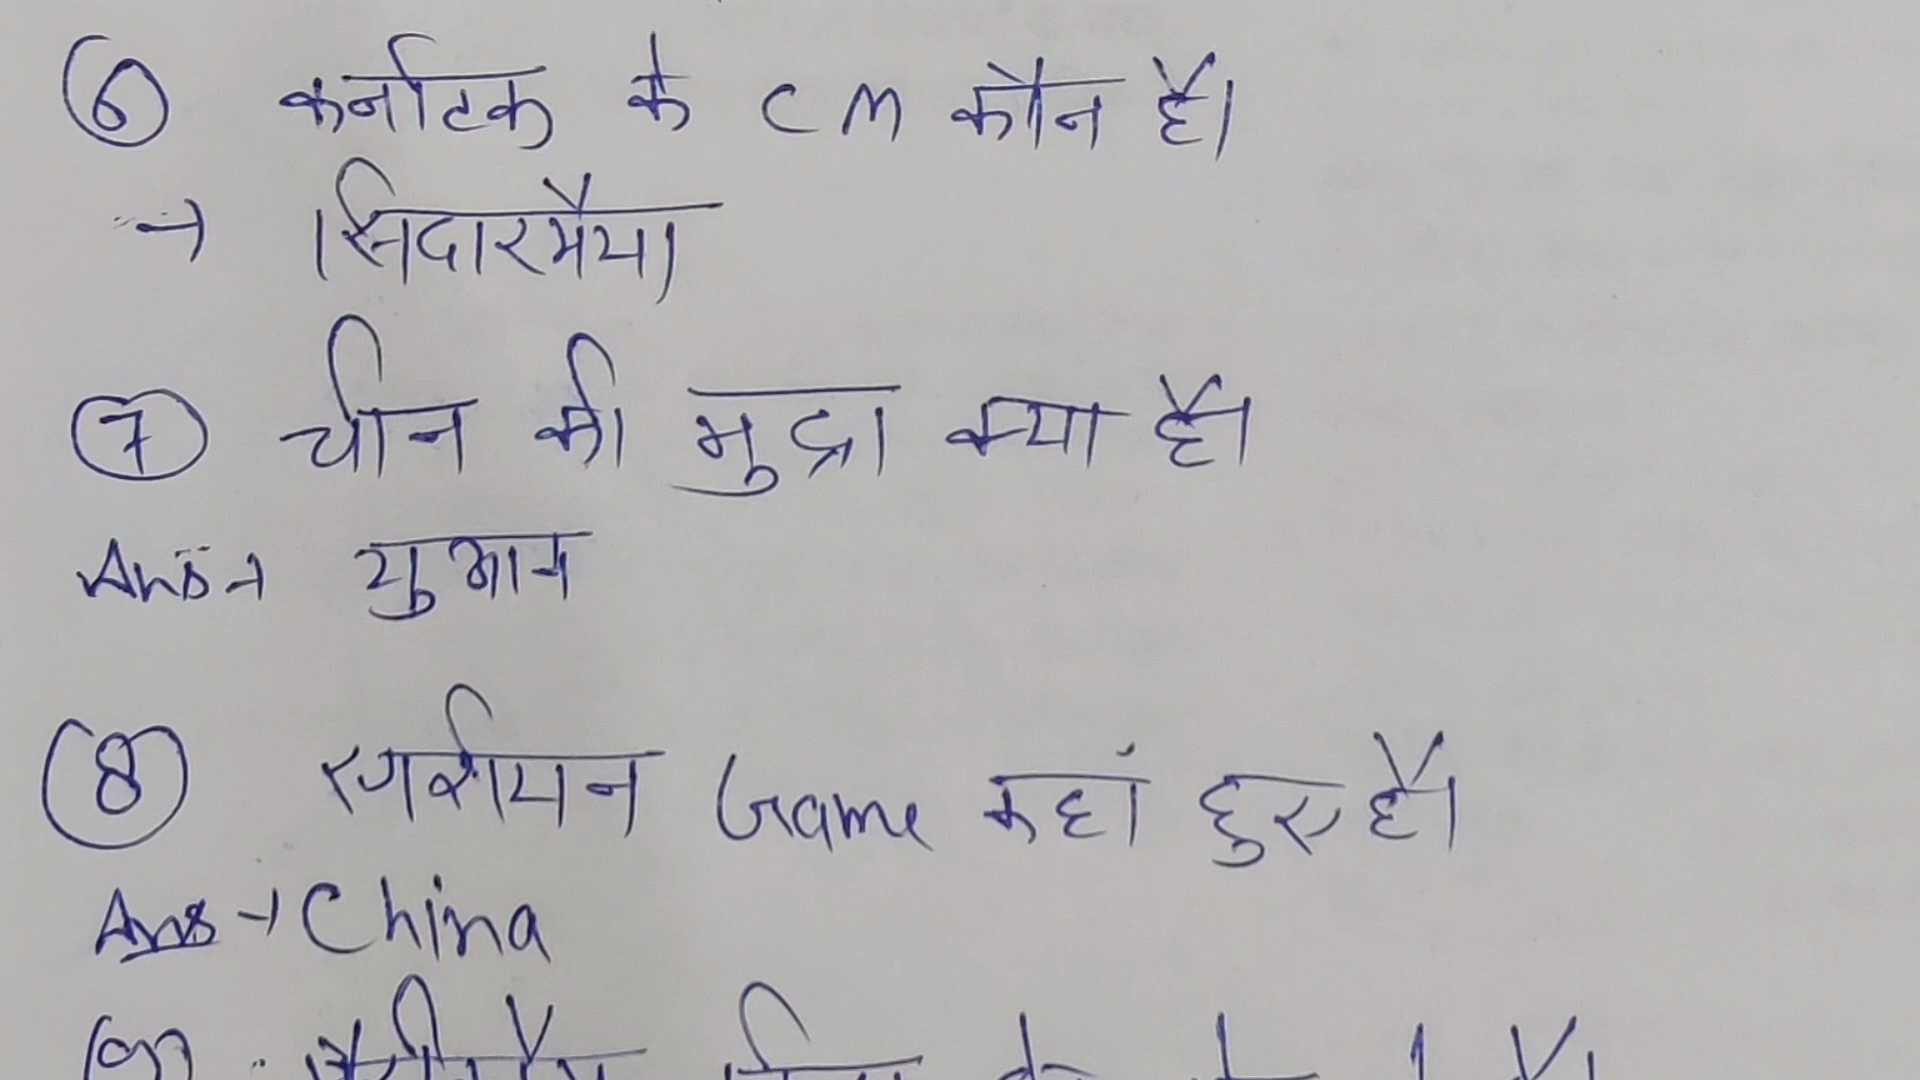 ⑥ कर्नाटक के CM कौन है।
→ सिदारमैया
⑦ चीन की मुद्रा क्या है।
Ans → युआन
⑧ एशियन Game कहां हुए है।
Ans → China